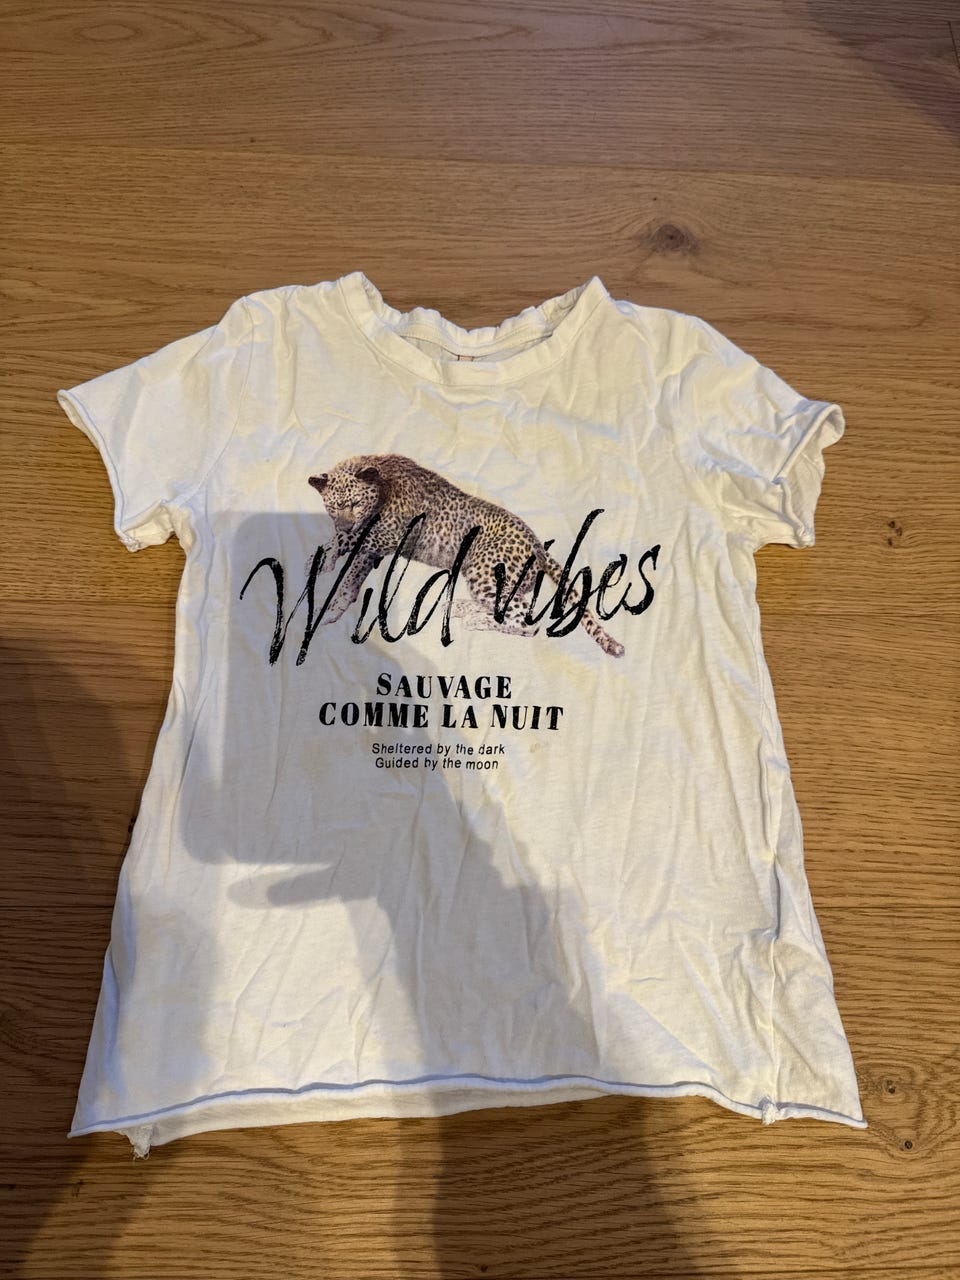 Wild vibes
SAUVAGE
COMME LA NUIT
Sheltered by the dark
Guided by the moon